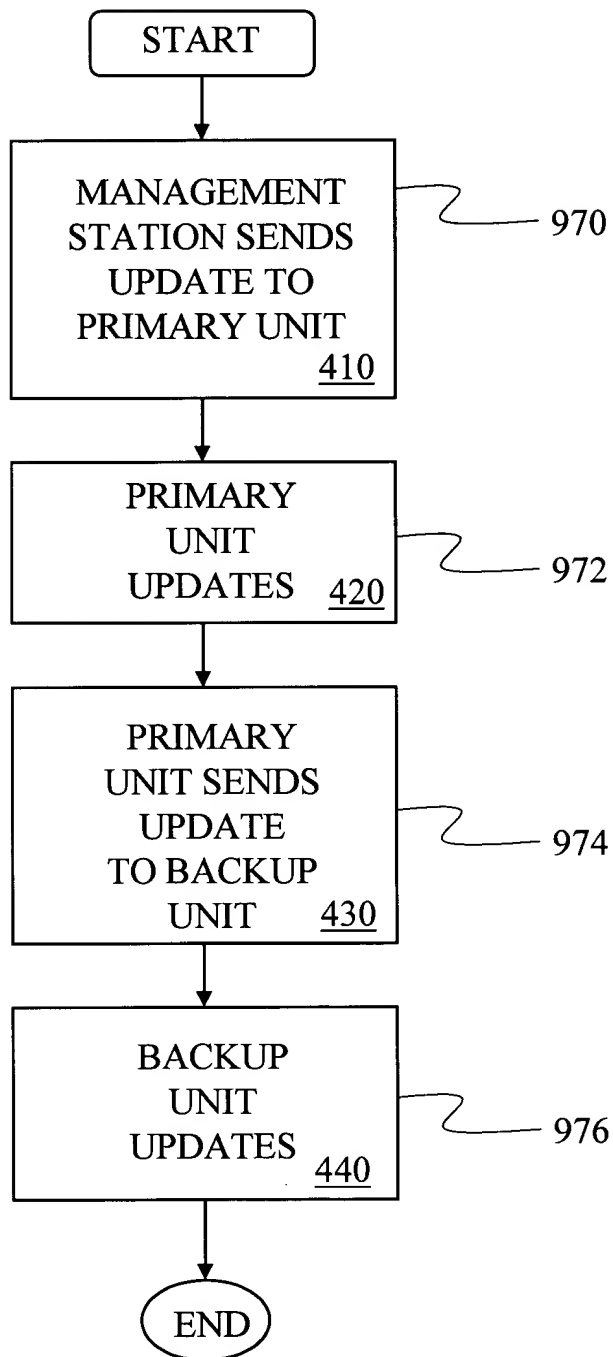 START
MANAGEMENT
STATION SENDS
UPDATE TO
PRIMARY UNIT
410
970
PRIMARY
UNIT
UPDATES
420
972
PRIMARY
UNIT SENDS
UPDATE
TO BACKUP
UNIT
430
974
BACKUP
UNIT
UPDATES
440
976
END